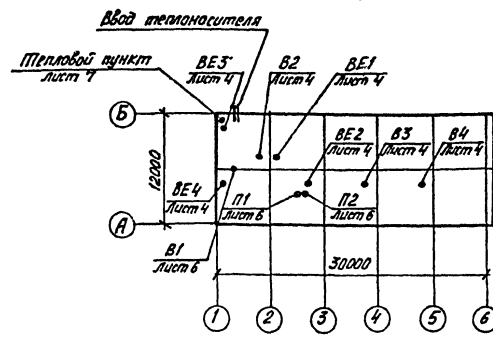 Ввод теплоносителя
Тепловой пункт
Лист 7
ВЕ3
Лист 4
В2
Лист 4
ВЕ1
Лист 4
Б
12000
ВЕ2
Лист 4
В3
Лист 4
В4
Лист 4
ВЕ4
Лист 4
П1
Лист 6
П2
Лист 6
А
В1
Лист 6
30000
1 2 3 4 5 6